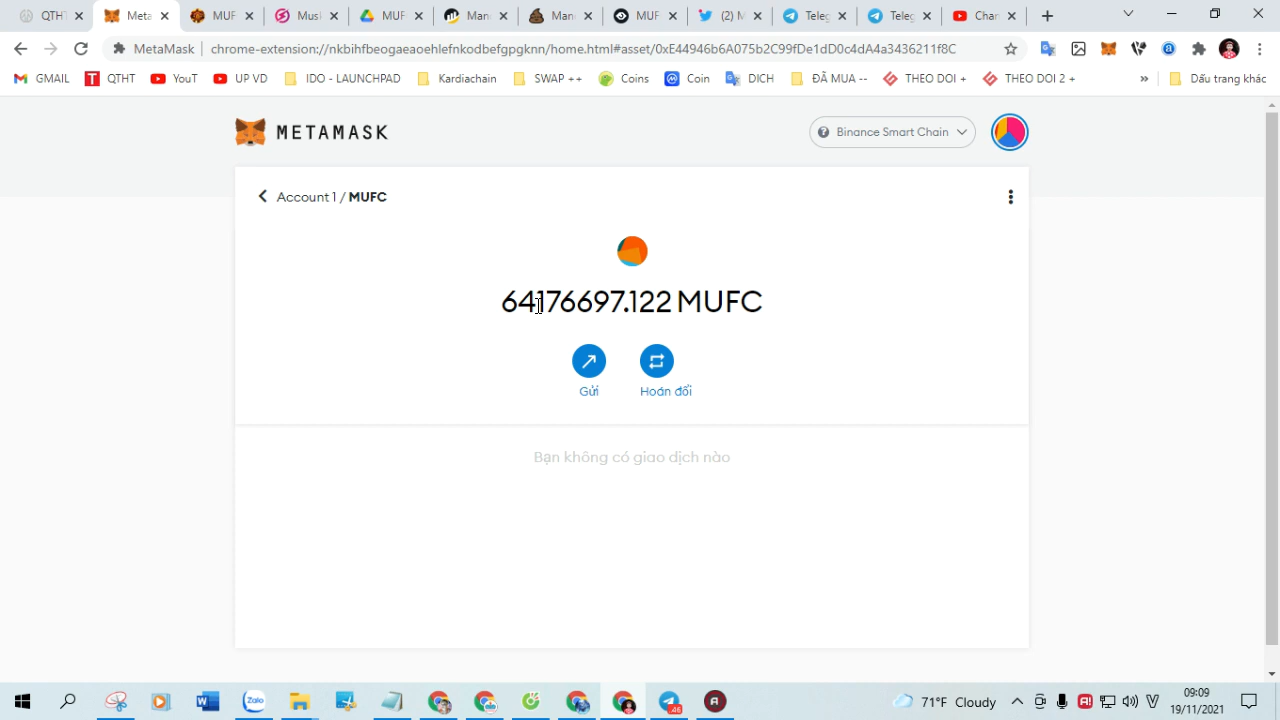 QTHT
Meta
MUF
Musl
MUF
Man
Man
MUF
(2) M
Teleg
Teleg
Chan
MetaMask
chrome-extension://nkbihfbeogaeaoehlefnkodbefgpgknn/home.html#asset/0xE44946b6A075b2C99fDe1dD0c4dA4a3436211f8C
GMAIL
QTHT
YouT
UP VD
IDO - LAUNCHPAD
Kardiachain
SWAP ++
Coins
Coin
DICH
ĐÃ MUA --
THEO DOI +
THEO DOI 2 +
»
Dấu trang khác
METAMASK
Binance Smart Chain
Account 1 / MUFC
64176697.122 MUFC
Gửi
Hoán đổi
Bạn không có giao dịch nào
Zalo
46
71°F Cloudy
09:09
19/11/2021